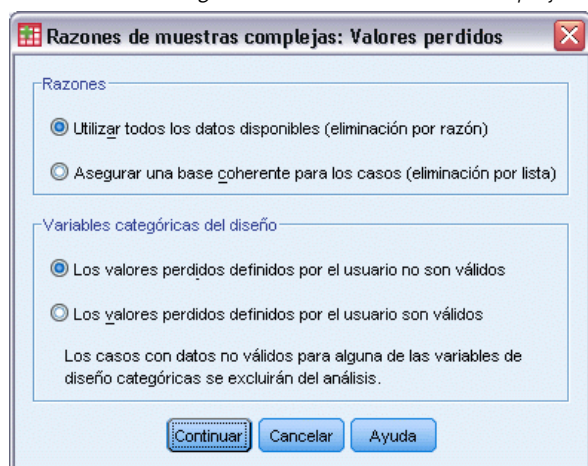 Razones de muestras complejas: Valores perdidos
Razones
Utilizar todos los datos disponibles (eliminación por razón)
Asegurar una base coherente para los casos (eliminación por lista)
Variables categóricas del diseño
Los valores perdidos definidos por el usuario no son válidos
Los valores perdidos definidos por el usuario son válidos
Los casos con datos no válidos para alguna de las variables de
diseño categóricas se excluirán del análisis.
Continuar Cancelar Ayuda